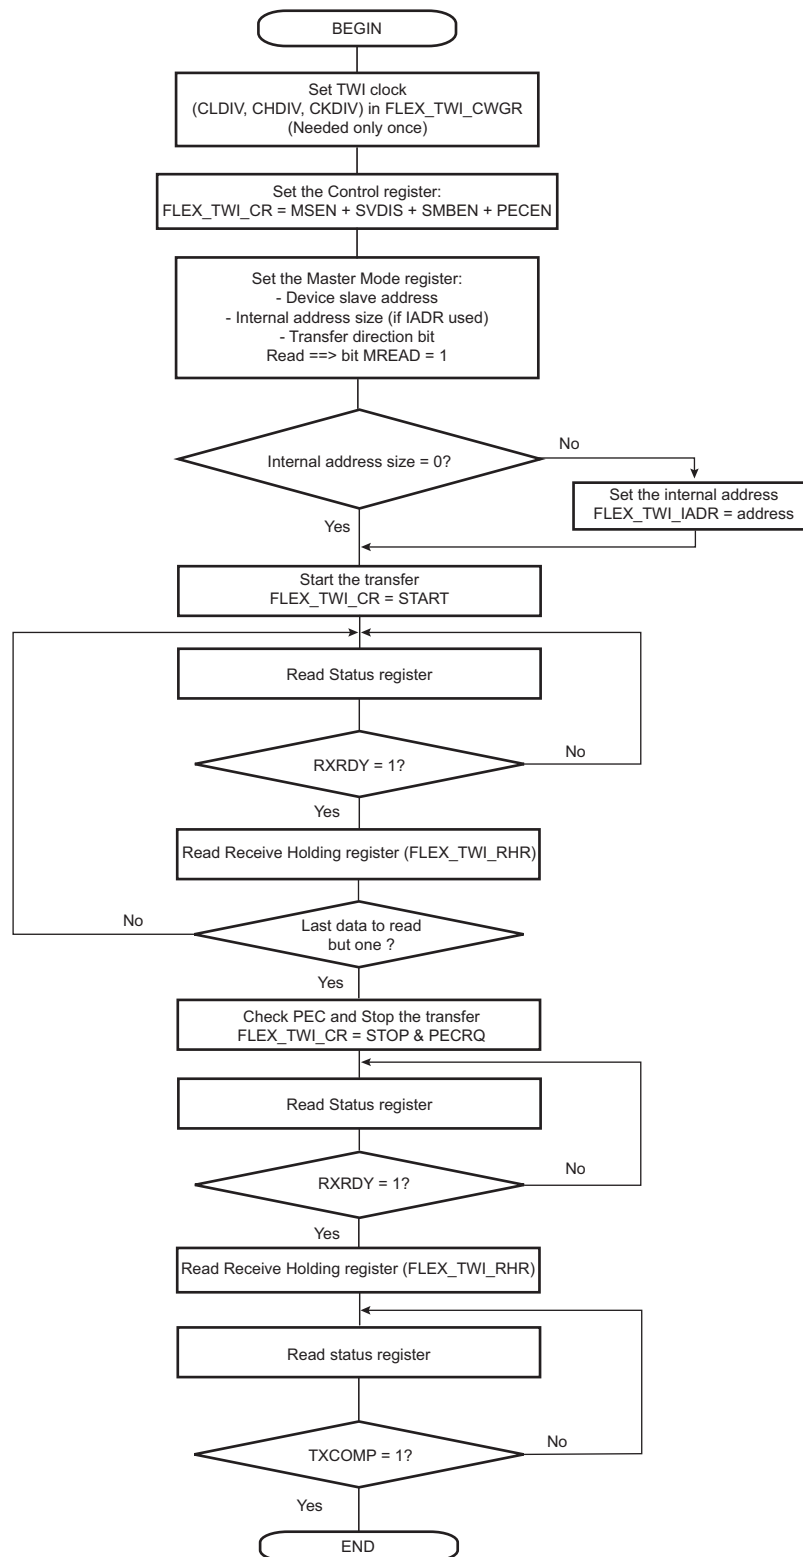 BEGIN
Set TWI clock
(CLDIV, CHDIV, CKDIV) in FLEX_TWI_CWGR
(Needed only once)
Set the Control register:
FLEX_TWI_CR = MSEN + SVDIS + SMBEN + PECEN
Set the Master Mode register:
- Device slave address
- Internal address size (if IADR used)
- Transfer direction bit
Read ==> bit MREAD = 1
Internal address size = 0?
No
Set the internal address
FLEX_TWI_IADR = address
Yes
Start the transfer
FLEX_TWI_CR = START
Read Status register
RXRDY = 1?
No
Yes
Read Receive Holding register (FLEX_TWI_RHR)
No
Last data to read
but one ?
Yes
Check PEC and Stop the transfer
FLEX_TWI_CR = STOP & PECRQ
Read Status register
RXRDY = 1?
No
Yes
Read Receive Holding register (FLEX_TWI_RHR)
Read status register
TXCOMP = 1?
No
Yes
END